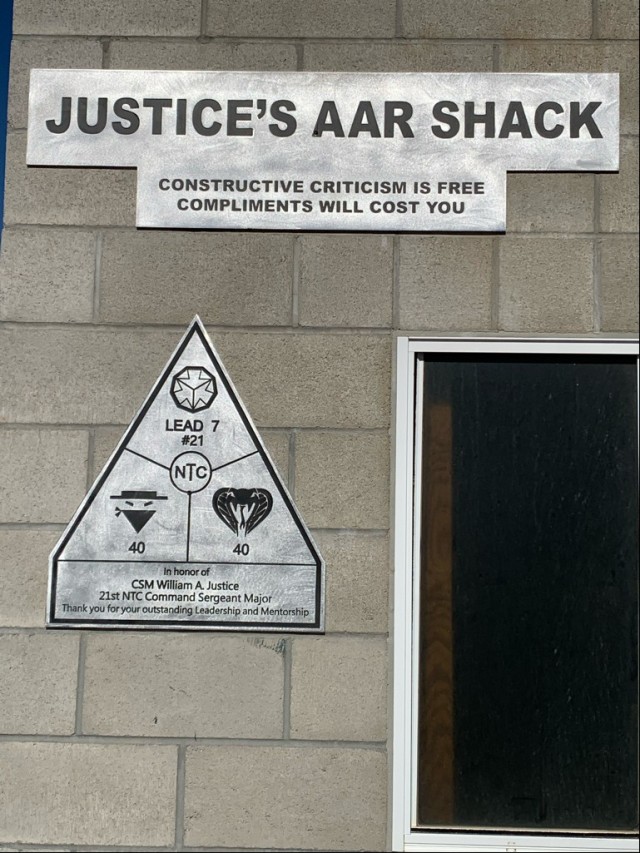 JUSTICE'S AAR SHACK
CONSTRUCTIVE CRITICISM IS FREE
COMPLIMENTS WILL COST YOU
LEAD 7
#21
NTC
40
40
In honor of
CSM William A. Justice
21st NTC Command Sergeant Major
Thank you for your outstanding Leadership and Mentorship